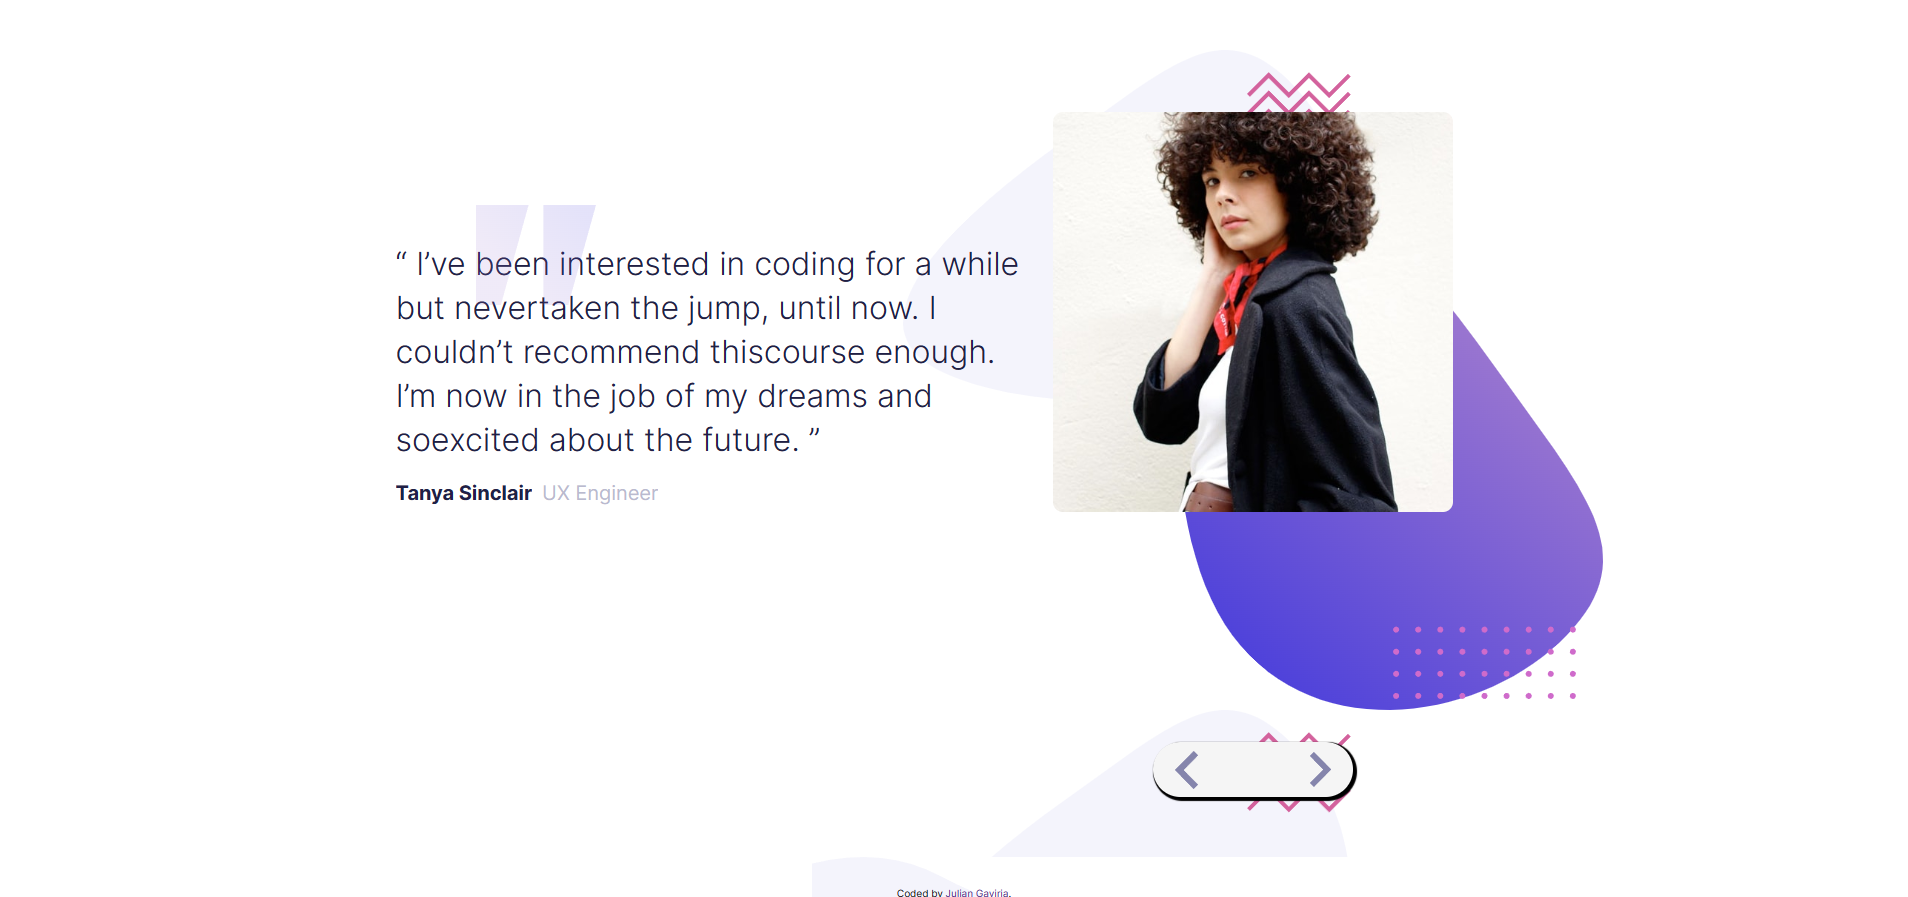 “ I’ve been interested in coding for a while
but nevertaken the jump, until now. I
couldn’t recommend thiscourse enough.
I’m now in the job of my dreams and
soexcited about the future. ”
Tanya Sinclair UX Engineer
Coded by Julian Gaviria.